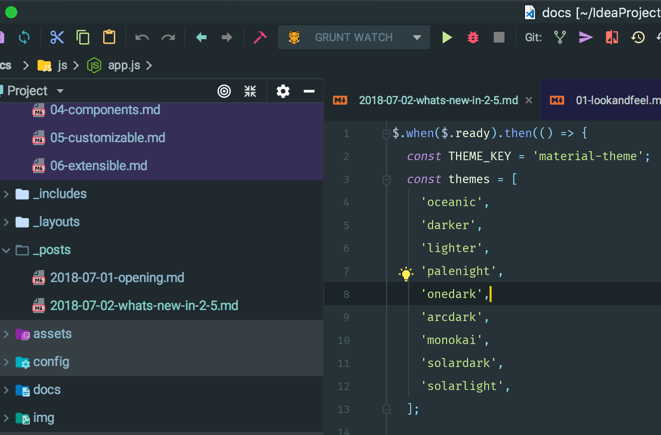 docs [~/IdeaProject
GRUNT WATCH
Git:
cs
js
app.js
Project
04-components.md
05-customizable.md
06-extensible.md
_includes
_layouts
_posts
2018-07-01-opening.md
2018-07-02-whats-new-in-2-5.md
assets
config
docs
img
2018-07-02-whats-new-in-2-5.md
01-lookandfeel.m
1 $.when($.ready).then(() => {
2 const THEME_KEY = 'material-theme';
3 const themes = [
4 'oceanic',
5 'darker',
6 'lighter',
7 'palenight',
8 'onedark',
9 'arcdark',
10 'monokai',
11 'solardark',
12 'solarlight',
13 ];
14